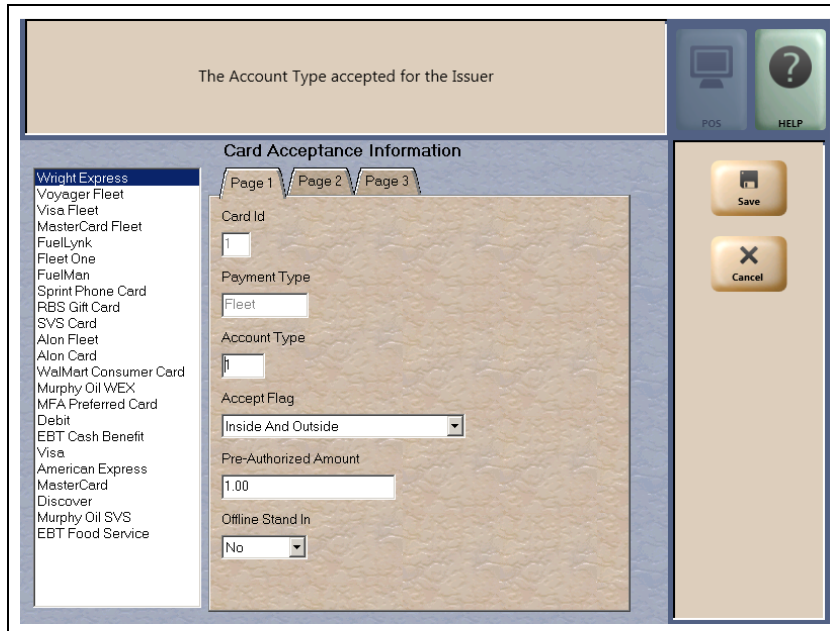 The Account Type accepted for the Issuer
POS
HELP
Card Acceptance Information
Wright Express
Voyager Fleet
Visa Fleet
MasterCard Fleet
FuelLynk
Fleet One
FuelMan
Sprint Phone Card
RBS Gift Card
SVS Card
Alon Fleet
Alon Card
WalMart Consumer Card
Murphy Oil WEX
MFA Preferred Card
Debit
EBT Cash Benefit
Visa
American Express
MasterCard
Discover
Murphy Oil SVS
EBT Food Service
Page 1
Page 2
Page 3
Card Id
1
Payment Type
Fleet
Account Type
1
Accept Flag
Inside And Outside
Pre-Authorized Amount
1.00
Offline Stand In
No
Save
Cancel